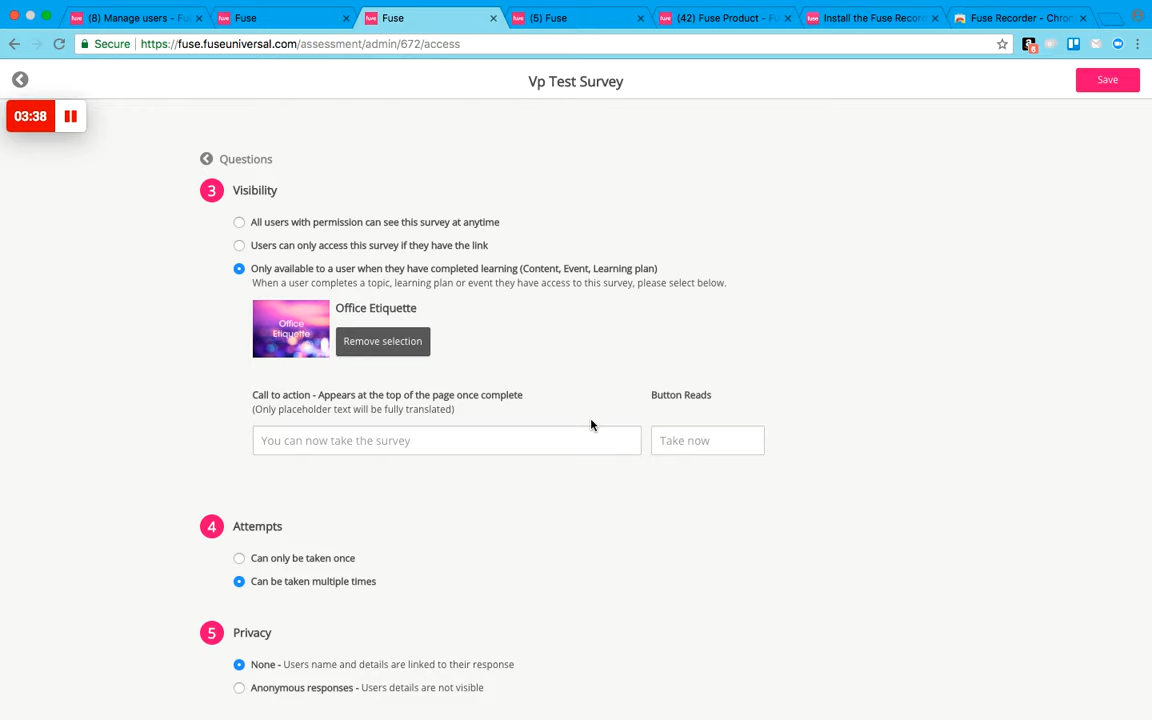 (8) Manage users - Fus
Fuse
Fuse
(5) Fuse
(42) Fuse Product - Fu
Install the Fuse Record
Fuse Recorder - Chrom
Secure
https://fuse.fuseuniversal.com/assessment/admin/672/access
6
Vp Test Survey
Save
03:38
Questions
3 Visibility
All users with permission can see this survey at anytime
Users can only access this survey if they have the link
Only available to a user when they have completed learning (Content, Event, Learning plan)
When a user completes a topic, learning plan or event they have access to this survey, please select below.
Office
Etiquette
Office Etiquette
Remove selection
Call to action - Appears at the top of the page once complete
(Only placeholder text will be fully translated)
Button Reads
You can now take the survey
Take now
4 Attempts
Can only be taken once
Can be taken multiple times
5 Privacy
None - Users name and details are linked to their response
Anonymous responses - Users details are not visible